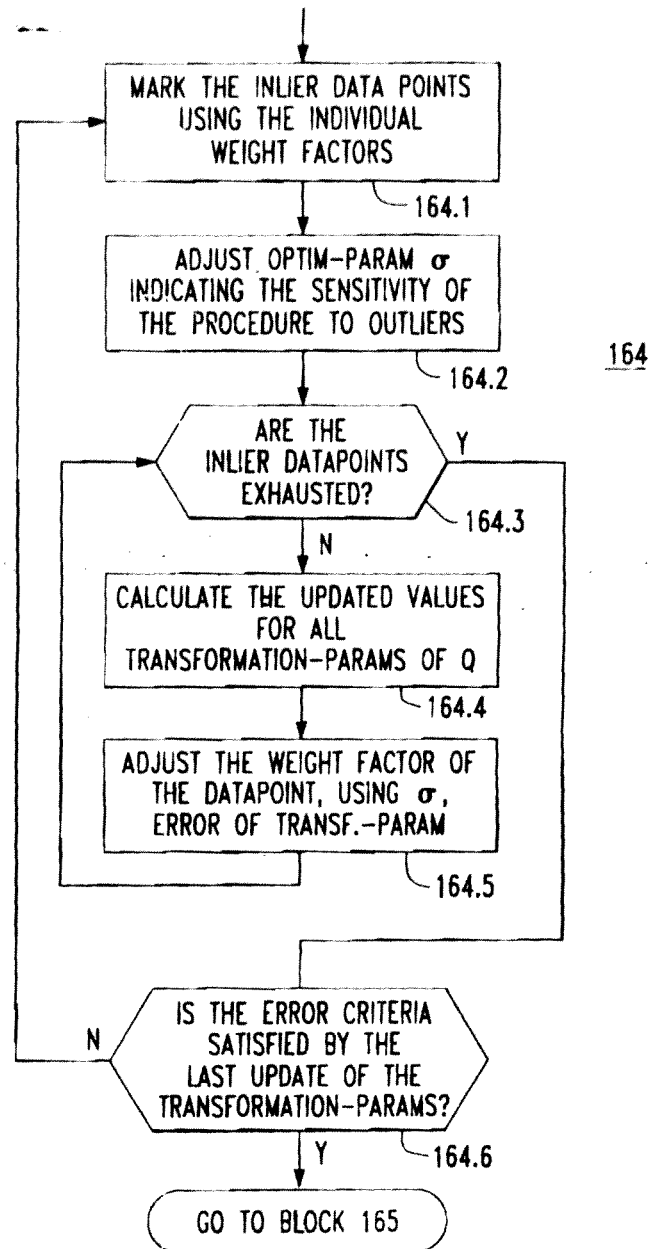 MARK THE INLIER DATA POINTS
USING THE INDIVIDUAL
WEIGHT FACTORS
164.1
ADJUST OPTIM-PARAM σ
INDICATING THE SENSITIVITY OF
THE PROCEDURE TO OUTLIERS
164.2
164
ARE THE
INLIER DATAPOINTS
EXHAUSTED?
Y
164.3
N
CALCULATE THE UPDATED VALUES
FOR ALL
TRANSFORMATION-PARAMS OF Q
164.4
ADJUST THE WEIGHT FACTOR OF
THE DATAPOINT, USING σ,
ERROR OF TRANSF.-PARAM
164.5
N
IS THE ERROR CRITERIA
SATISFIED BY THE
LAST UPDATE OF THE
TRANSFORMATION-PARAMS?
164.6
Y
GO TO BLOCK 165